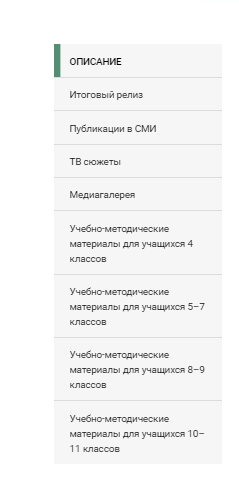 ОПИСАНИЕ
Итоговый релиз
Публикации в СМИ
ТВ сюжеты
Медиагалерея
Учебно-методические
материалы для учащихся 4
классов
Учебно-методические
материалы для учащихся 5–7
классов
Учебно-методические
материалы для учащихся 8–9
классов
Учебно-методические
материалы для учащихся 10–
11 классов